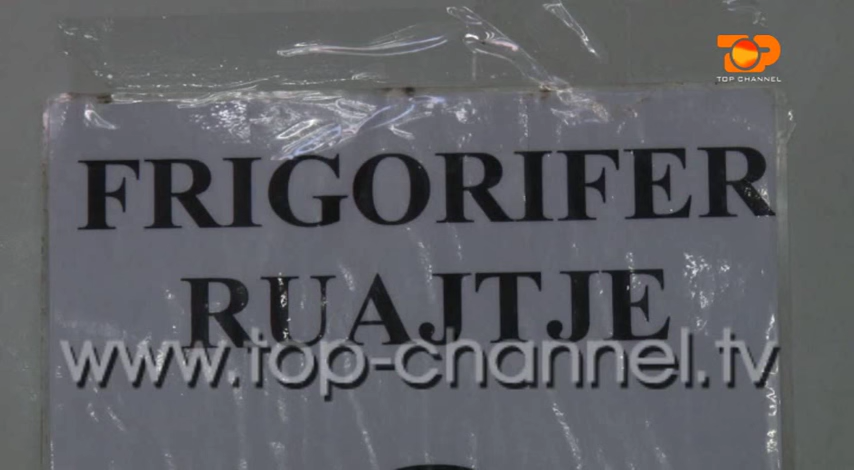 TOP
TOP CHANNEL
FRIGORIFER
RUAJTJE
www.top-channel.tv